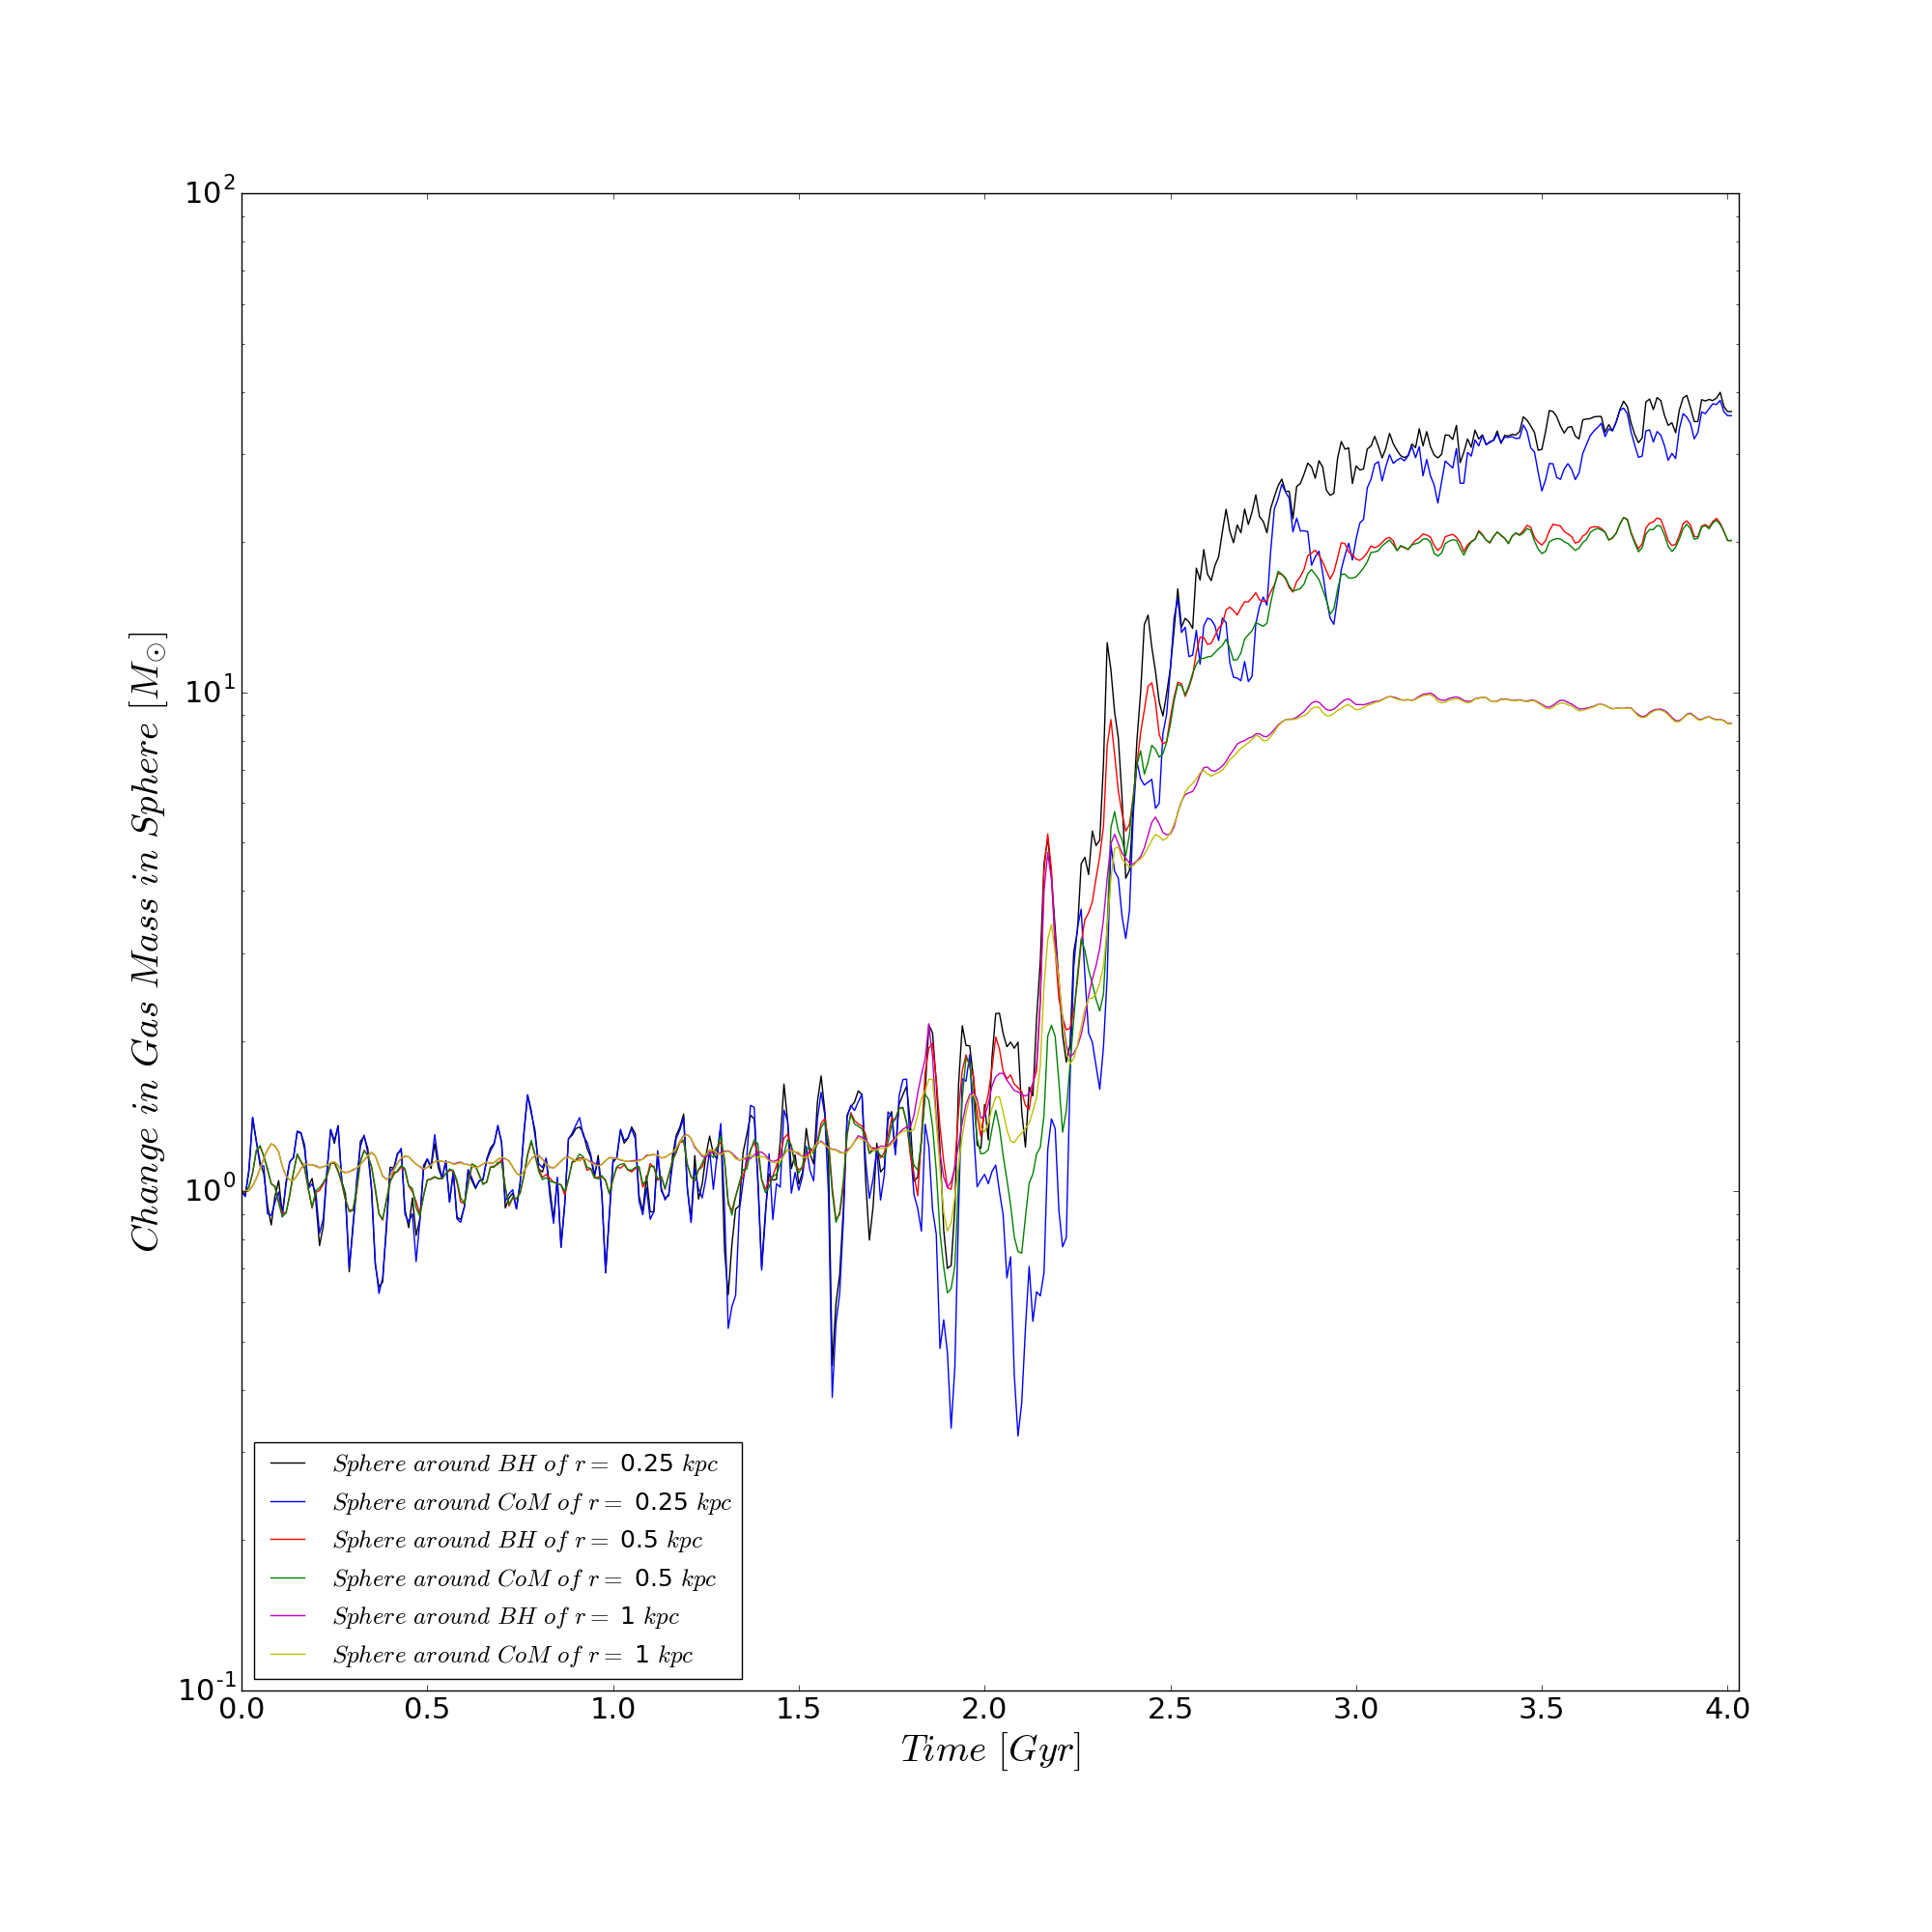 10^2
10^1
10^0
10^-1
Change in Gas Mass in Sphere [M_⊙]
Sphere around BH of r = 0.25 kpc
Sphere around CoM of r = 0.25 kpc
Sphere around BH of r = 0.5 kpc
Sphere around CoM of r = 0.5 kpc
Sphere around BH of r = 1 kpc
Sphere around CoM of r = 1 kpc
0.0 0.5 1.0 1.5 2.0 2.5 3.0 3.5 4.0
Time [Gyr]